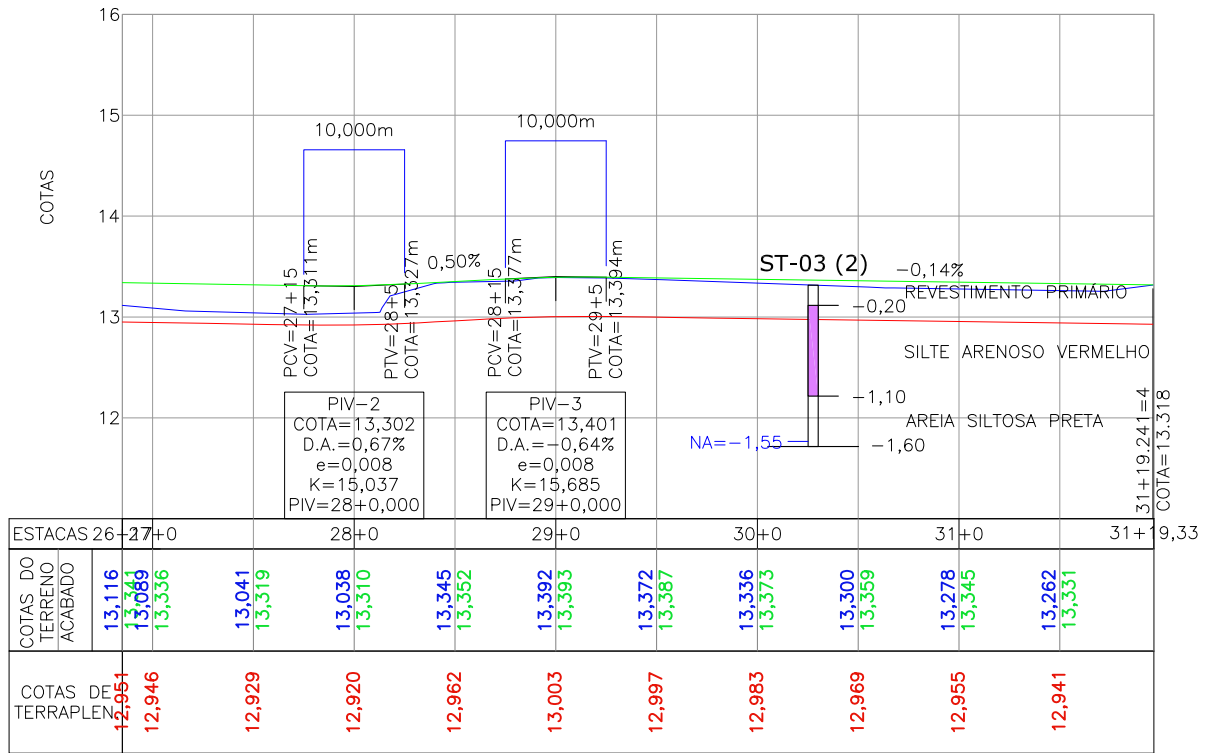 16
15
14
13
12
COTAS
10,000m
10,000m
PCV=27+15
COTA=13,311m
PTV=28+5
COTA=13,327m
0,50%
PCV=28+15
COTA=13,377m
PTV=29+5
COTA=13,394m
ST-03 (2)
-0,14%
REVESTIMENTO PRIMÁRIO
-0,20
SILTE ARENOSO VERMELHO
-1,10
AREIA SILTOSA PRETA
NA=-1,55
-1,60
31+19.241=4
COTA=13.318
PIV-2
COTA=13,302
D.A.=0,67%
e=0,008
K=15,037
PIV=28+0,000
PIV-3
COTA=13,401
D.A.=-0,64%
e=0,008
K=15,685
PIV=29+0,000
ESTACAS
27+0
28+0
29+0
30+0
31+0
31+19,33
COTAS DO
TERRENO
ACABADO
13,116
13,341
13,089
13,336
13,041
13,319
13,038
13,310
13,345
13,352
13,392
13,393
13,372
13,387
13,336
13,373
13,300
13,359
13,278
13,345
13,262
13,331
COTAS DE
TERRAPLEN.
12,951
12,946
12,929
12,920
12,962
13,003
12,997
12,983
12,969
12,955
12,941